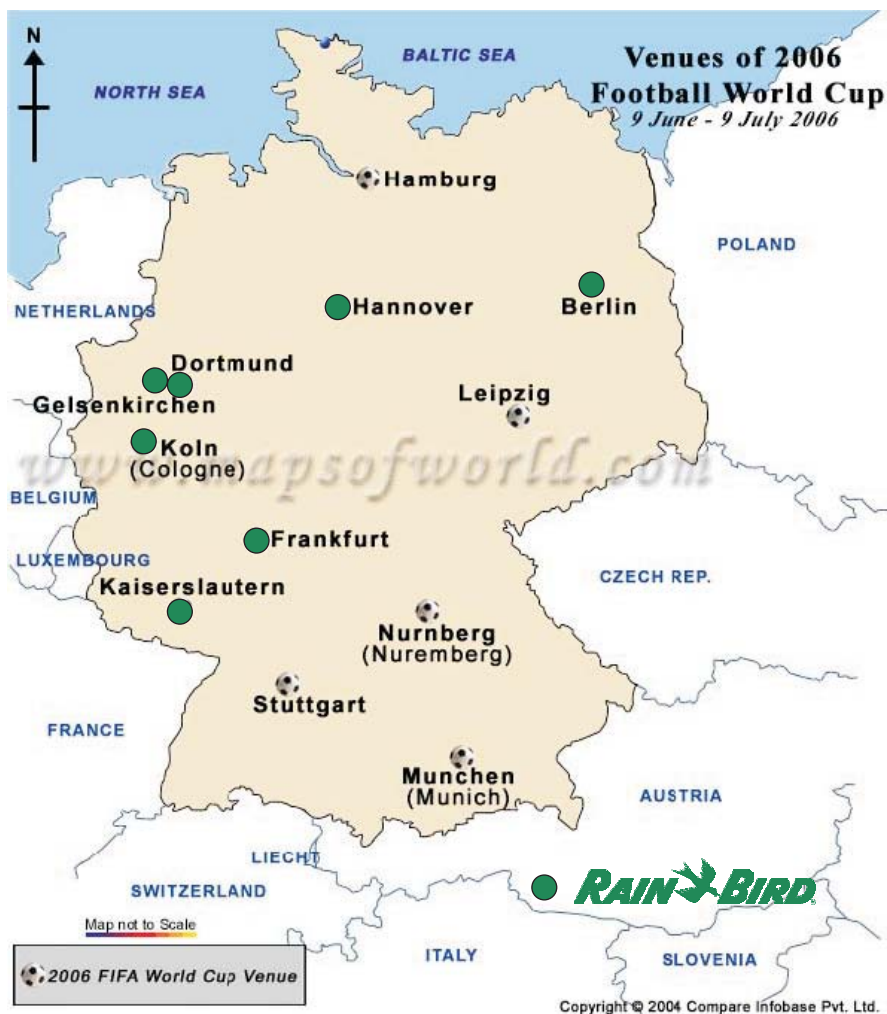 N
BALTIC SEA
Venues of 2006
Football World Cup
9 June - 9 July 2006
NORTH SEA
Hamburg
POLAND
NETHERLANDS
Hannover
Berlin
Dortmund
Gelsenkirchen
Leipzig
Koln
(Cologne)
www.mapsofworld.com
BELGIUM
Frankfurt
LUXEMBOURG
Kaiserslautern
CZECH REP.
Nurnberg
(Nuremberg)
Stuttgart
FRANCE
Munchen
(Munich)
AUSTRIA
LIECHT
SWITZERLAND
RAIN BIRD®
Map not to Scale
ITALY
SLOVENIA
2006 FIFA World Cup Venue
Copyright © 2004 Compare Infobase Pvt. Ltd.